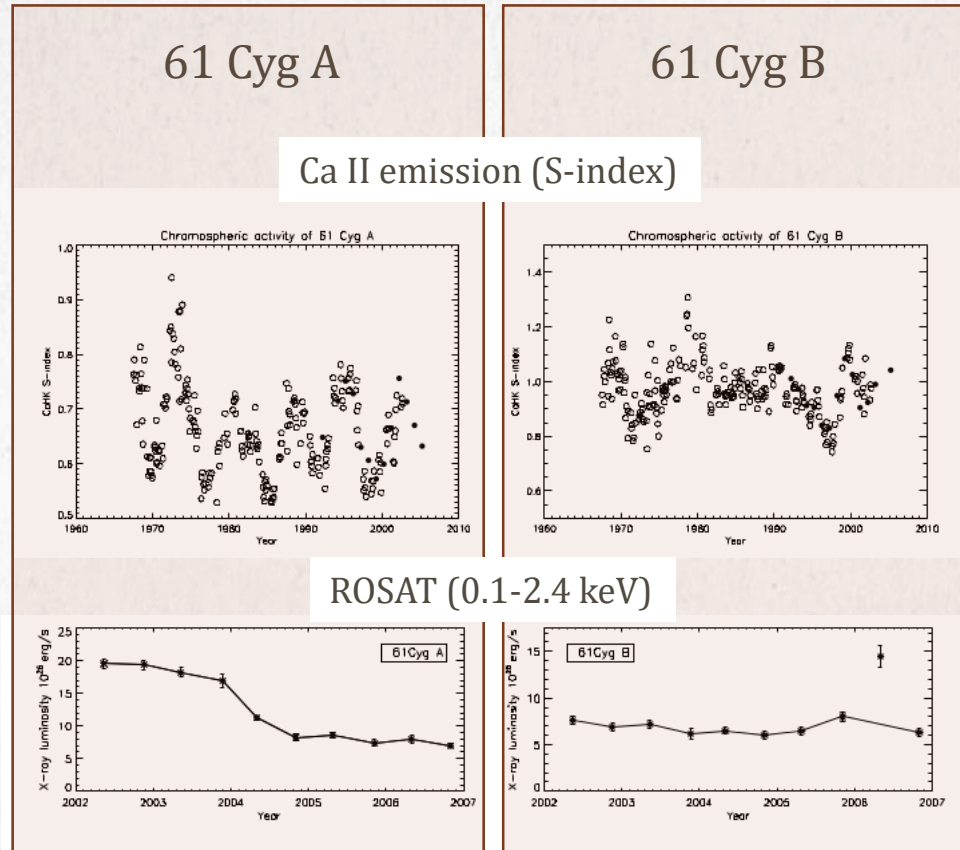 61 Cyg A
61 Cyg B
Ca II emission (S-index)
Chromospheric activity of 61 Cyg A
1.0
0.9
0.8
0.7
0.6
0.5
CaHK S-index
1960 1970 1980 1990 2000 2010
Year
Chromospheric activity of 61 Cyg B
1.4
1.2
1.0
0.8
0.6
CaHK S-index
1960 1970 1980 1990 2000 2010
Year
ROSAT (0.1-2.4 keV)
61Cyg A
25
20
15
10
5
0
X-ray luminosity 10²⁶ erg/s
2002 2003 2004 2005 2006 2007
Year
61Cyg B
15
10
5
0
X-ray luminosity 10²⁶ erg/s
2002 2003 2004 2005 2006 2007
Year